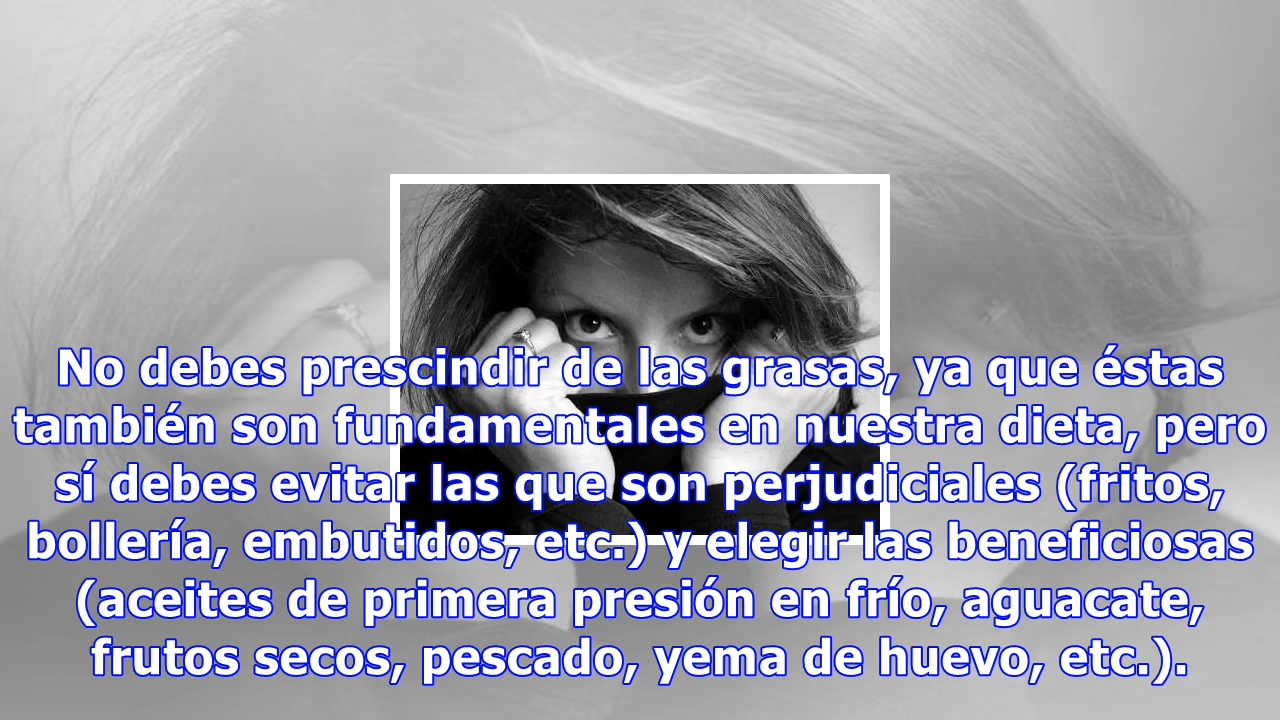 No debes prescindir de las grasas, ya que éstas
también son fundamentales en nuestra dieta, pero
sí debes evitar las que son perjudiciales (fritos,
bollería, embutidos, etc.) y elegir las beneficiosas
(aceites de primera presión en frío, aguacate,
frutos secos, pescado, yema de huevo, etc.).